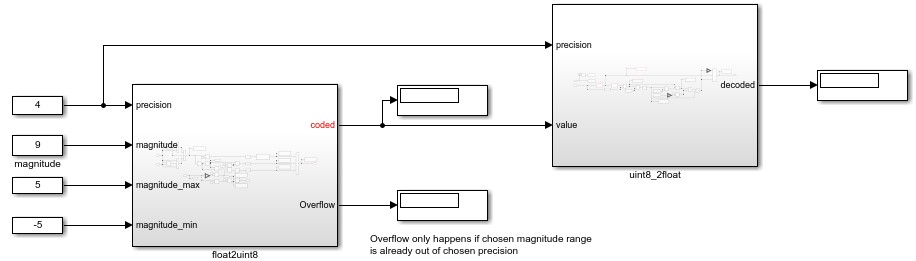 precision
decoded
value
uint8_2float
4
precision
coded
9
magnitude
magnitude
5
magnitude_max
Overflow
-5
magnitude_min
float2uint8
Overflow only happens if chosen magnitude range
is already out of chosen precision